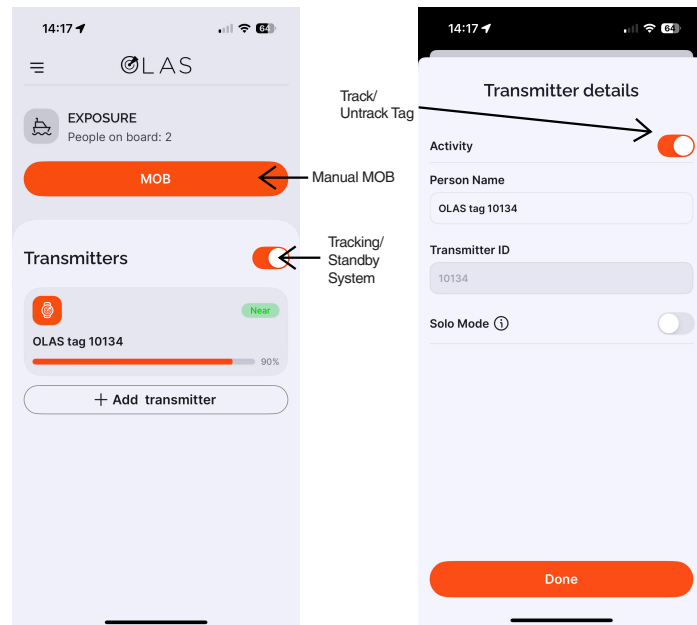 14:17
64
OLAS
EXPOSURE
People on board: 2
MOB
Transmitters
Near
OLAS tag 10134
90%
+ Add transmitter
Track/
Untrack Tag
Manual MOB
Tracking/
Standby
System
14:17
64
Transmitter details
Activity
Person Name
OLAS tag 10134
Transmitter ID
10134
Solo Mode
Done